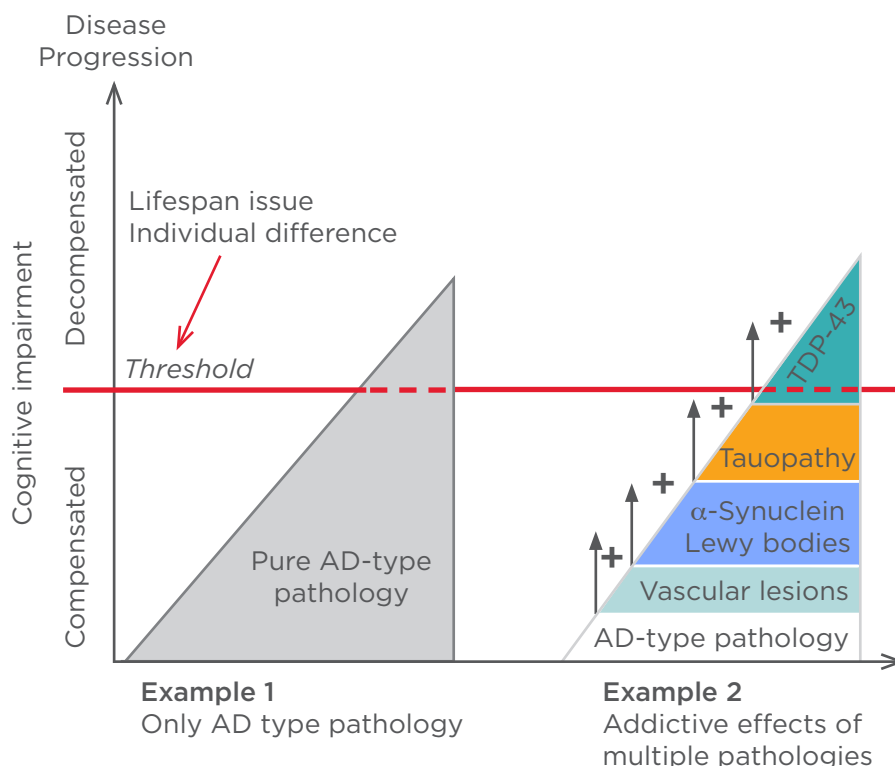 Disease
Progression
Cognitive impairment
Decompensated
Compensated
Lifespan issue
Individual difference
Threshold
Pure AD-type
pathology
+
TDP-43
+
Tauopathy
+
α-Synuclein
Lewy bodies
+
Vascular lesions
AD-type pathology
Example 1
Only AD type pathology
Example 2
Addictive effects of
multiple pathologies